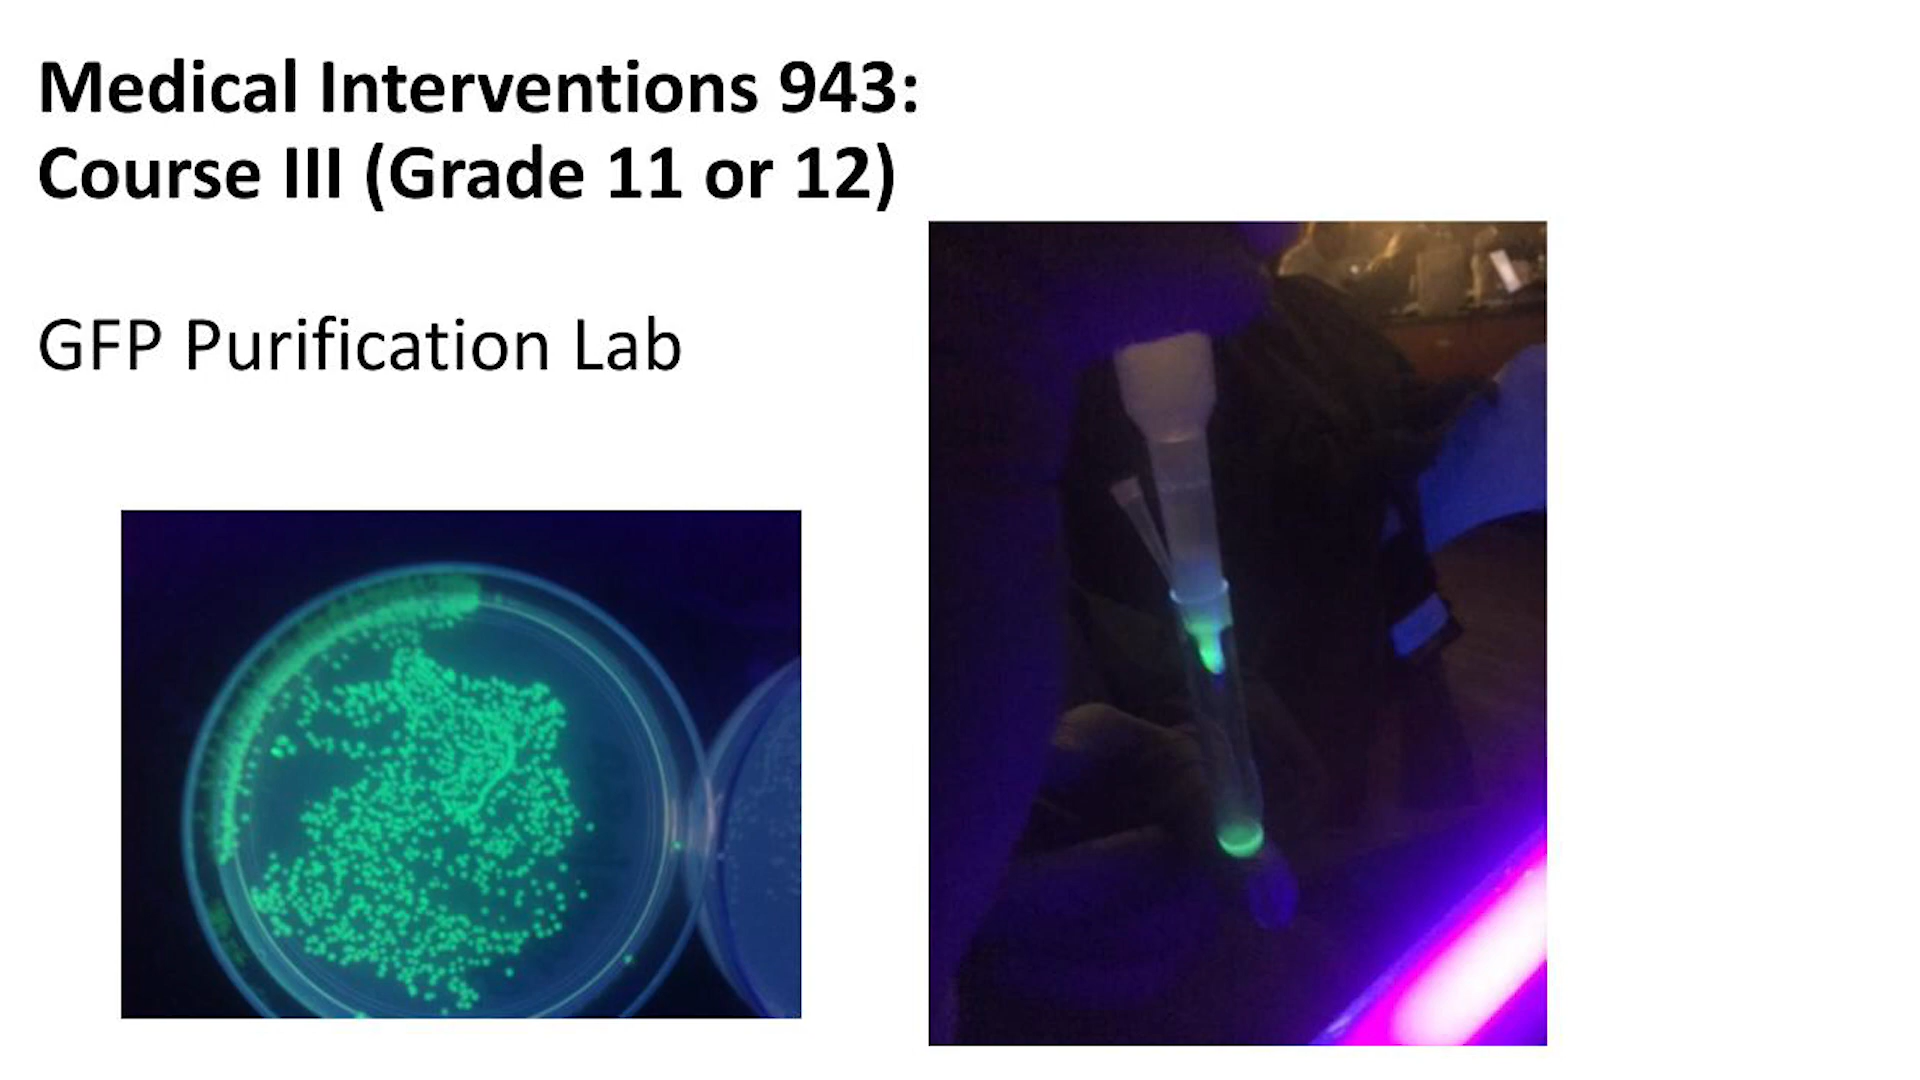 Medical Interventions 943:
Course III (Grade 11 or 12)
GFP Purification Lab